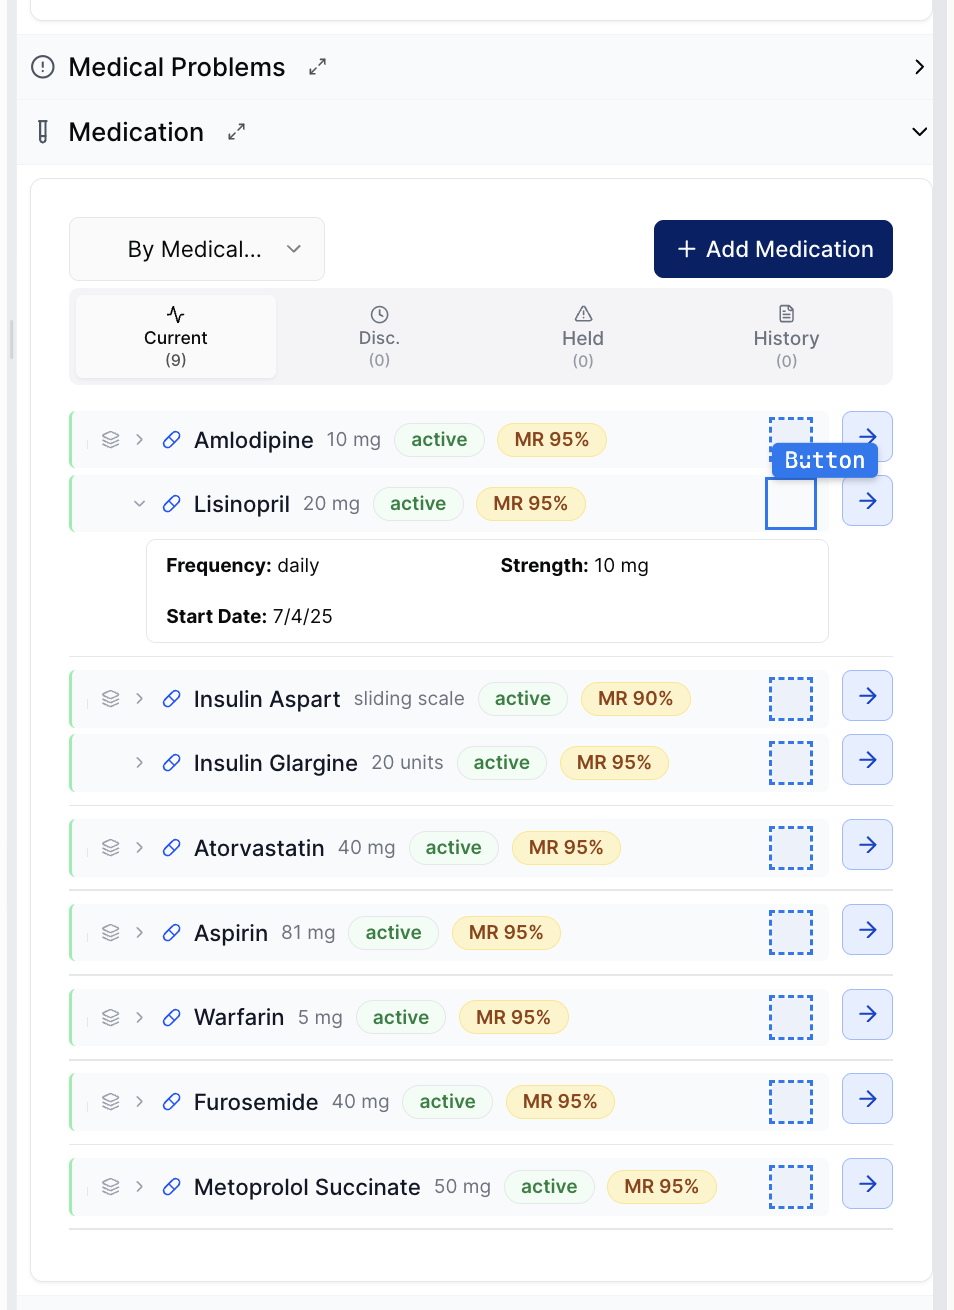 Medical Problems
Medication
By Medical...
+ Add Medication
Current
(9)
Disc.
(0)
Held
(0)
History
(0)
Amlodipine 10 mg active MR 95%
Button
Lisinopril 20 mg active MR 95%
Frequency: daily Strength: 10 mg
Start Date: 7/4/25
Insulin Aspart sliding scale active MR 90%
Insulin Glargine 20 units active MR 95%
Atorvastatin 40 mg active MR 95%
Aspirin 81 mg active MR 95%
Warfarin 5 mg active MR 95%
Furosemide 40 mg active MR 95%
Metoprolol Succinate 50 mg active MR 95%